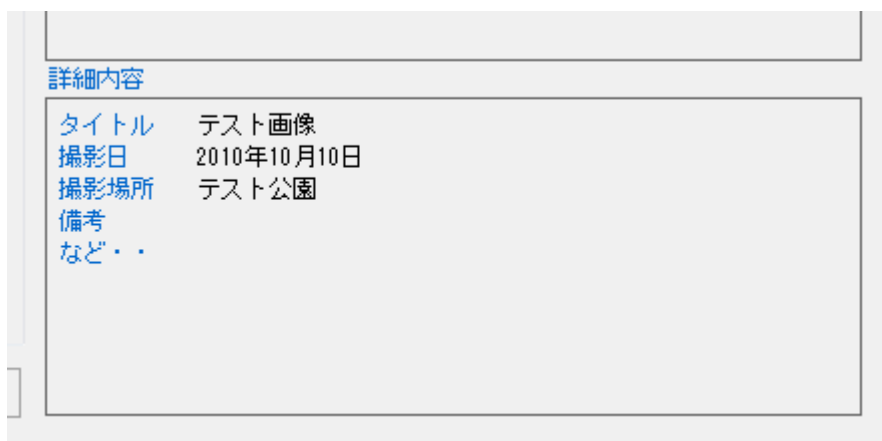 詳細内容
タイトル　テスト画像
撮影日　2010年10月10日
撮影場所　テスト公園
備考
など・・